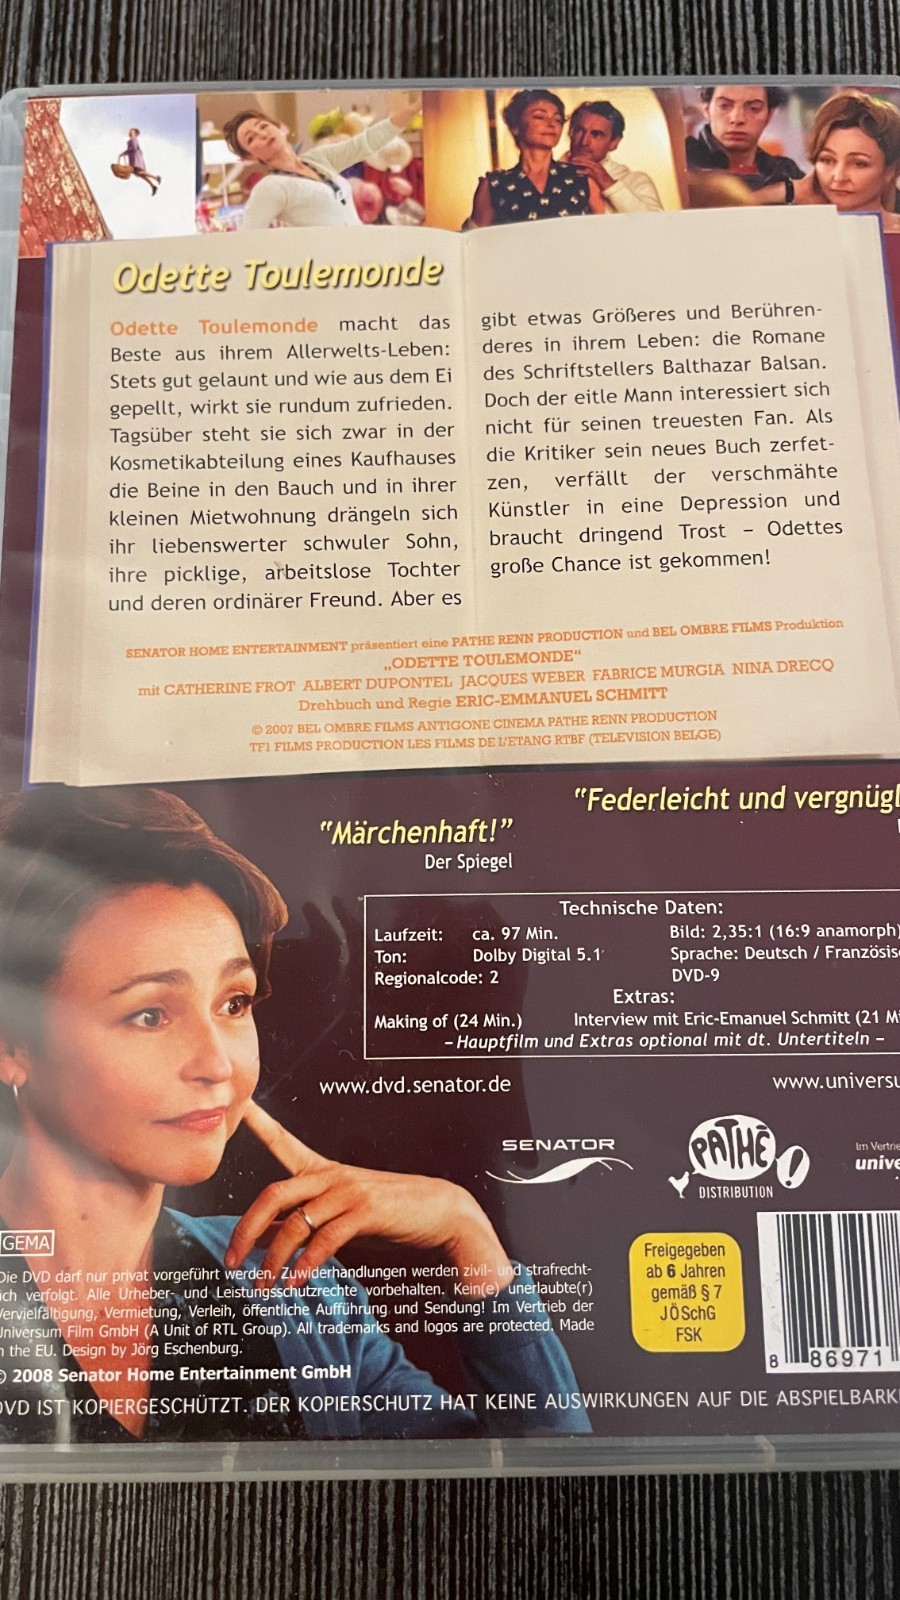 Odette Toulemonde
Odette Toulemonde macht das
Beste aus ihrem Allerwelts-Leben:
Stets gut gelaunt und wie aus dem Ei
gepellt, wirkt sie rundum zufrieden.
Tagsüber steht sie sich zwar in der
Kosmetikabteilung eines Kaufhauses
die Beine in den Bauch und in ihrer
kleinen Mietwohnung drängeln sich
ihr liebenswerter schwuler Sohn,
ihre picklige, arbeitslose Tochter
und deren ordinärer Freund. Aber es
gibt etwas Größeres und Berühren-
deres in ihrem Leben: die Romane
des Schriftstellers Balthazar Balsan.
Doch der eitle Mann interessiert sich
nicht für seinen treuesten Fan. Als
die Kritiker sein neues Buch zerfet-
zen, verfällt der verschmähte
Künstler in eine Depression und
braucht dringend Trost – Odettes
große Chance ist gekommen!
SENATOR HOME ENTERTAINMENT präsentiert eine PATHE RENN PRODUCTION und BEL OMBRE FILMS Produktion
„ODETTE TOULEMONDE“
mit CATHERINE FROT ALBERT DUPONTEL JACQUES WEBER FABRICE MURGIA NINA DRECQ
Drehbuch und Regie ERIC-EMMANUEL SCHMITT
© 2007 BEL OMBRE FILMS ANTIGONE CINEMA PATHE RENN PRODUCTION
TF1 FILMS PRODUCTION LES FILMS DE L'ETANG RTBF (TELEVISION BELGE)
"Federleicht und vergnügl
"Märchenhaft!"
Der Spiegel
Technische Daten:
Laufzeit: ca. 97 Min. Bild: 2,35:1 (16:9 anamorph)
Ton: Dolby Digital 5.1 Sprache: Deutsch / Französis
Regionalcode: 2 DVD-9
Extras:
Making of (24 Min.) Interview mit Eric-Emanuel Schmitt (21 Mi
– Hauptfilm und Extras optional mit dt. Untertiteln –
www.dvd.senator.de www.universu
SENATOR
PATHÉ!
DISTRIBUTION
Im Vertrie
unive
GEMA
Die DVD darf nur privat vorgeführt werden. Zuwiderhandlungen werden zivil- und strafrecht-
ich verfolgt. Alle Urheber- und Leistungsschutzrechte vorbehalten. Kein(e) unerlaubte(r)
Vervielfältigung, Vermietung, Verleih, öffentliche Aufführung und Sendung! Im Vertrieb der
Universum Film GmbH (A Unit of RTL Group). All trademarks and logos are protected. Made
n the EU. Design by Jörg Eschenburg.
© 2008 Senator Home Entertainment GmbH
Freigegeben
ab 6 Jahren
gemäß § 7
JÖSchG
FSK
8 86971
DVD IST KOPIERGESCHÜTZT. DER KOPIERSCHUTZ HAT KEINE AUSWIRKUNGEN AUF DIE ABSPIELBARK